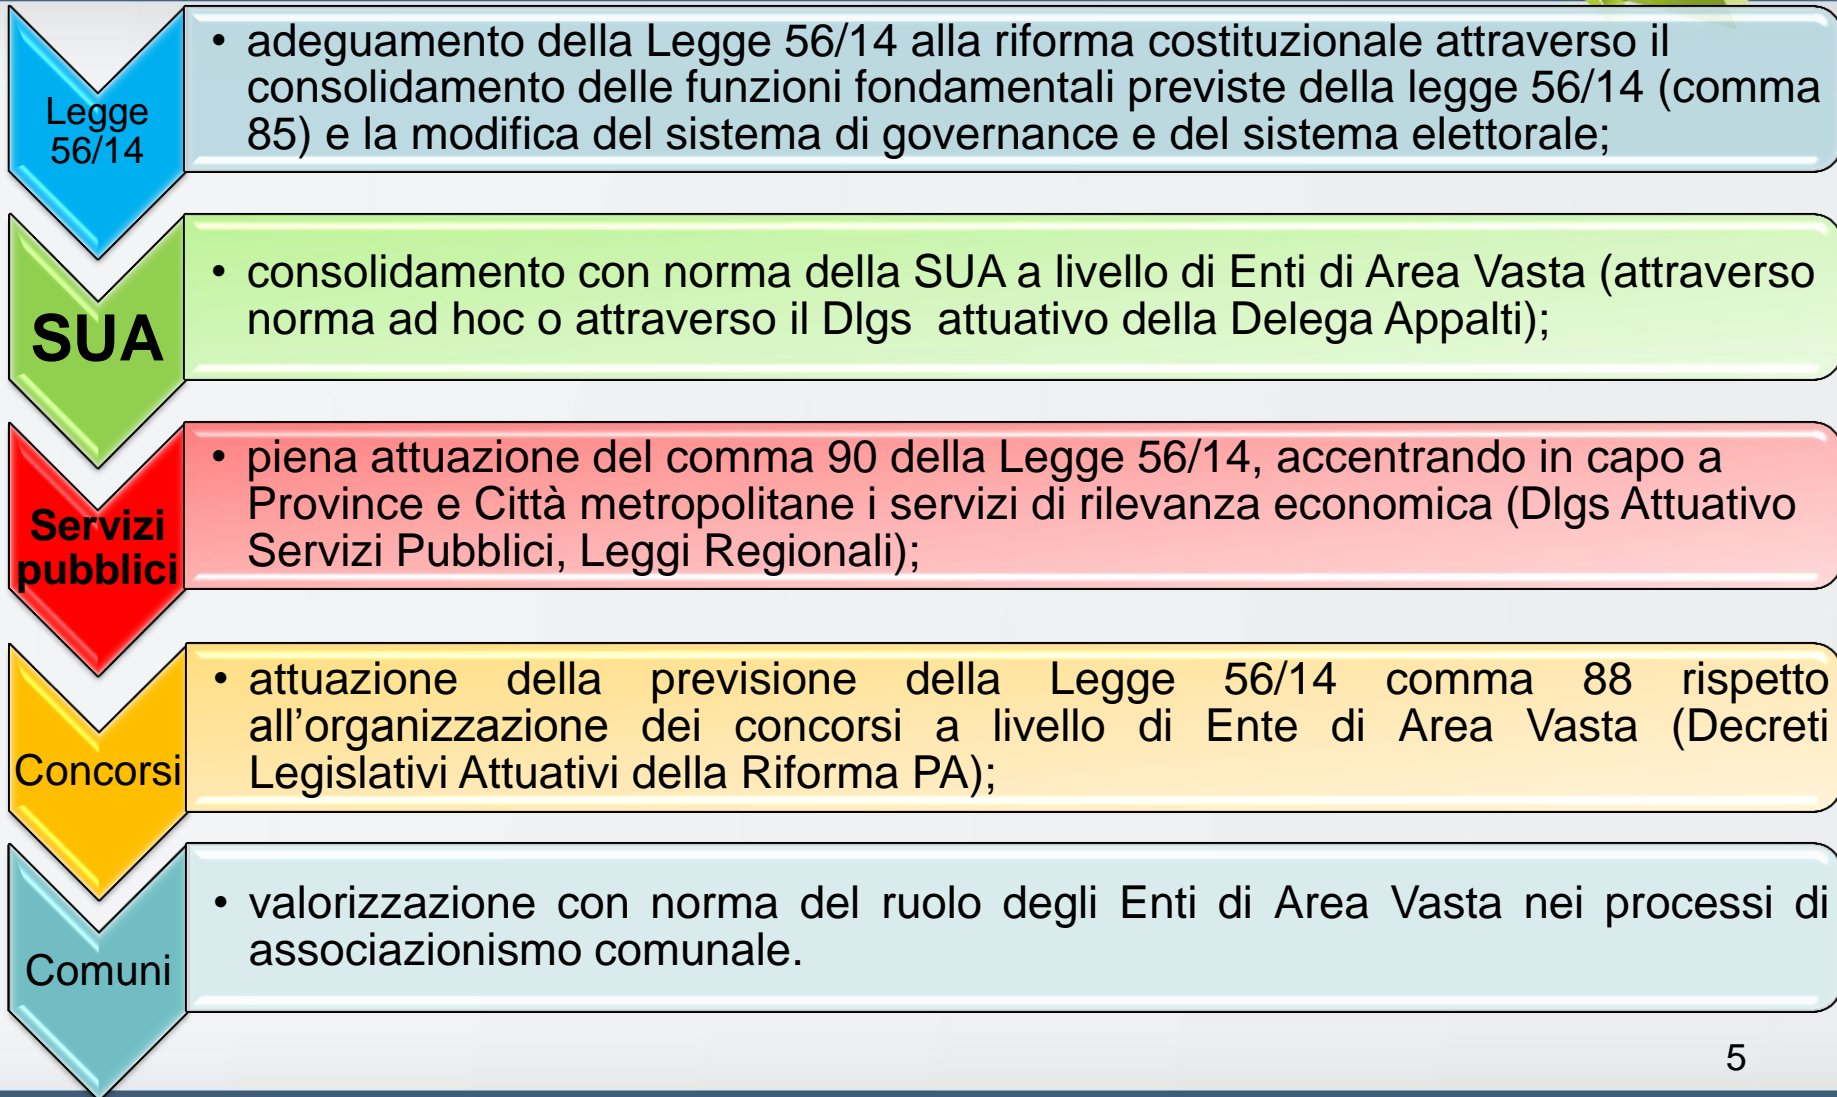 Legge
56/14
• adeguamento della Legge 56/14 alla riforma costituzionale attraverso il
consolidamento delle funzioni fondamentali previste della legge 56/14 (comma
85) e la modifica del sistema di governance e del sistema elettorale;
SUA
• consolidamento con norma della SUA a livello di Enti di Area Vasta (attraverso
norma ad hoc o attraverso il Dlgs attuativo della Delega Appalti);
Servizi
pubblici
• piena attuazione del comma 90 della Legge 56/14, accentrando in capo a
Province e Città metropolitane i servizi di rilevanza economica (Dlgs Attuativo
Servizi Pubblici, Leggi Regionali);
Concorsi
• attuazione della previsione della Legge 56/14 comma 88 rispetto
all’organizzazione dei concorsi a livello di Ente di Area Vasta (Decreti
Legislativi Attuativi della Riforma PA);
Comuni
• valorizzazione con norma del ruolo degli Enti di Area Vasta nei processi di
associazionismo comunale.
5